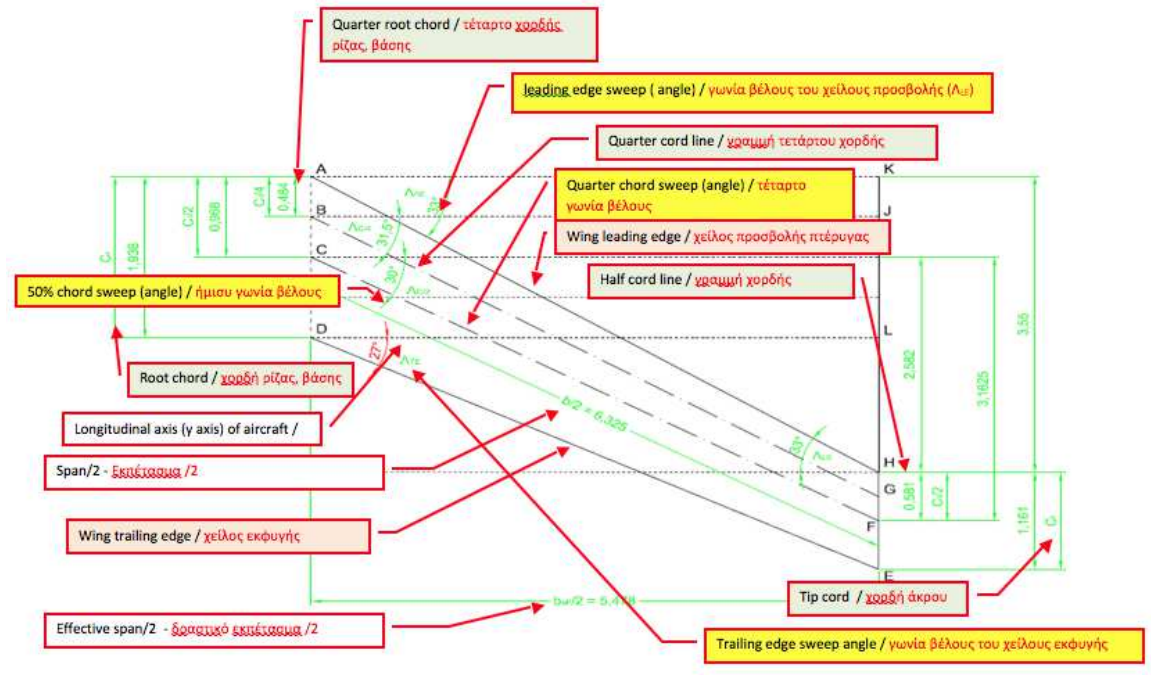 Quarter root chord / τέταρτο χορδής
ρίζας, βάσης
leading edge sweep ( angle) / γωνία βέλους του χείλους προσβολής (ΛLE)
Quarter cord line / γραμμή τετάρτου χορδής
Quarter chord sweep (angle) / τέταρτο
γωνία βέλους
Wing leading edge / χείλος προσβολής πτέρυγας
Half cord line / γραμμή χορδής
50% chord sweep (angle) / ήμισυ γωνία βέλους
Root chord / χορδή ρίζας, βάσης
Longitudinal axis (y axis) of aircraft /
Span/2 - Εκπέτασμα /2
Wing trailing edge / χείλος εκφυγής
Effective span/2 - δραστικό εκπέτασμα /2
Tip cord / χορδή άκρου
Trailing edge sweep angle / γωνία βέλους του χείλους εκφυγής
A
B
C
D
K
J
L
H
G
F
E
1,936
0,968
C/4
0,484
33°
31,5°
30°
27°
ΛTE
b/2 = 6,325
33°
ΛLE
2,582
3,1625
3,55
0,581
1,161